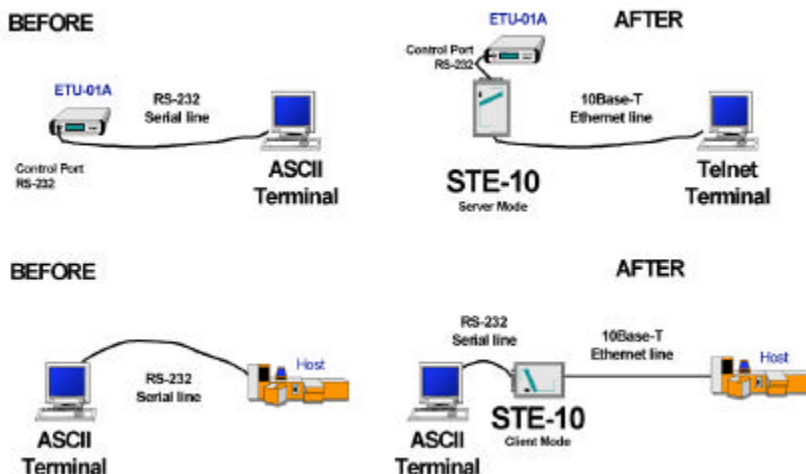 BEFORE
ETU-01A
RS-232
Serial line
Control Port
RS-232
ASCII
Terminal
ETU-01A
AFTER
Control Port
RS-232
10Base-T
Ethernet line
STE-10
Server Mode
Telnet
Terminal
BEFORE
Host
RS-232
Serial line
ASCII
Terminal
AFTER
RS-232
Serial line
10Base-T
Ethernet line
Host
STE-10
Client Mode
ASCII
Terminal